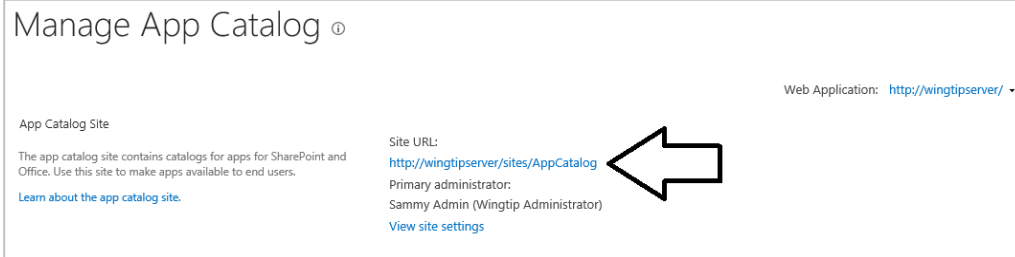 Manage App Catalog
Web Application: http://wingtipserver/
App Catalog Site
The app catalog site contains catalogs for apps for SharePoint and
Office. Use this site to make apps available to end users.
Learn about the app catalog site.
Site URL:
http://wingtipserver/sites/AppCatalog
Primary administrator:
Sammy Admin (Wingtip Administrator)
View site settings